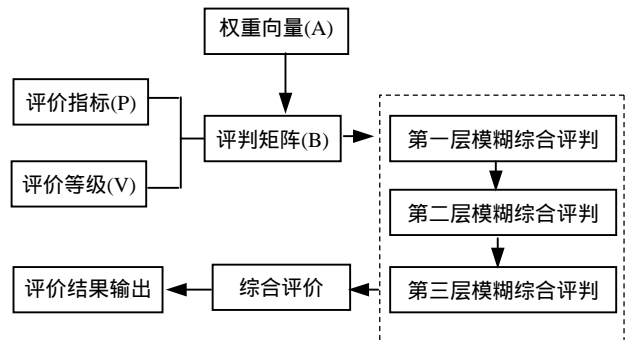 权重向量(A)
评价指标(P)
评判矩阵(B)
评价等级(V)
第一层模糊综合评判
第二层模糊综合评判
第三层模糊综合评判
综合评价
评价结果输出